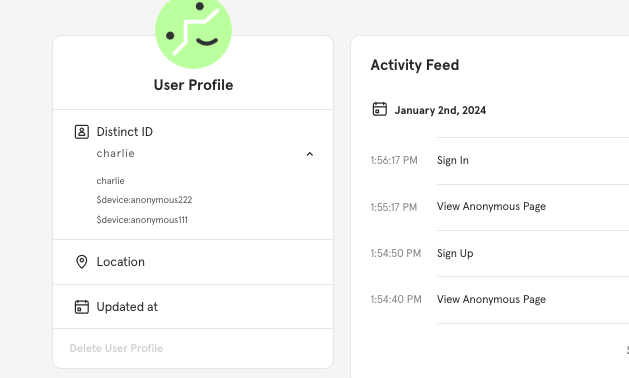 User Profile
Distinct ID
charlie
charlie
$device:anonymous222
$device:anonymous111
Location
Updated at
Delete User Profile
Activity Feed
January 2nd, 2024
1:56:17 PM Sign In
1:55:17 PM View Anonymous Page
1:54:50 PM Sign Up
1:54:40 PM View Anonymous Page